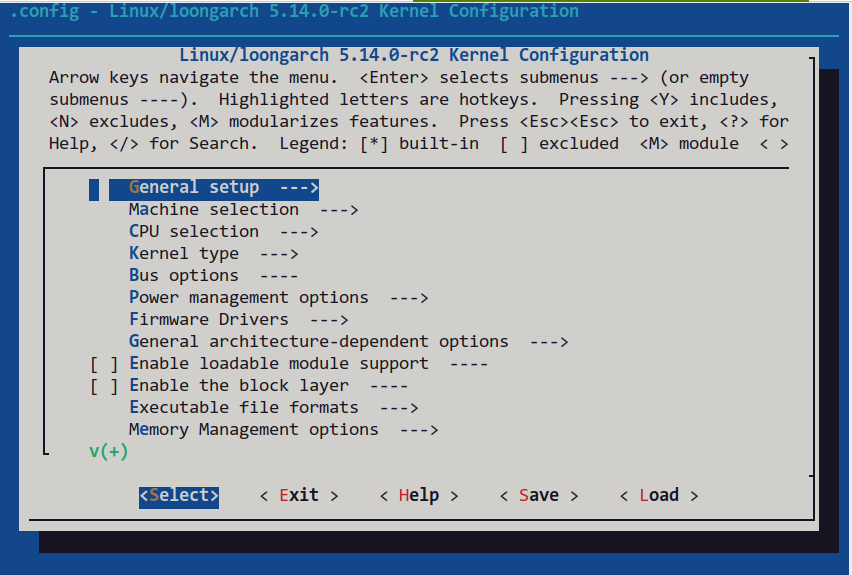 .config - Linux/loongarch 5.14.0-rc2 Kernel Configuration
Linux/loongarch 5.14.0-rc2 Kernel Configuration
Arrow keys navigate the menu.  <Enter> selects submenus ---> (or empty
submenus ----).  Highlighted letters are hotkeys.  Pressing <Y> includes,
<N> excludes, <M> modularizes features.  Press <Esc><Esc> to exit, <?> for
Help, </> for Search.  Legend: [*] built-in  [ ] excluded  <M> module  < >
General setup  --->
Machine selection  --->
CPU selection  --->
Kernel type  --->
Bus options  ----
Power management options  --->
Firmware Drivers  --->
General architecture-dependent options  --->
[ ] Enable loadable module support  ----
[ ] Enable the block layer  ----
Executable file formats  --->
Memory Management options  --->
v(+)
<Select>    < Exit >    < Help >    < Save >    < Load >